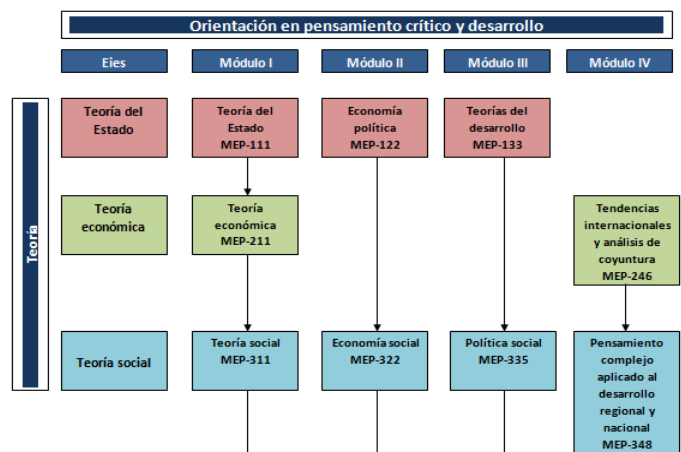 Orientación en pensamiento crítico y desarrollo
Ejes
Módulo I
Módulo II
Módulo III
Módulo IV
Teoría
Teoría del
Estado
Teoría del
Estado
MEP-111
Economía
política
MEP-122
Teorías del
desarrollo
MEP-133
Teoría
económica
Teoría
económica
MEP-211
Tendencias
internacionales
y análisis de
coyuntura
MEP-246
Teoría social
Teoría social
MEP-311
Economía social
MEP-322
Política social
MEP-335
Pensamiento
complejo
aplicado al
desarrollo
regional y
nacional
MEP-348